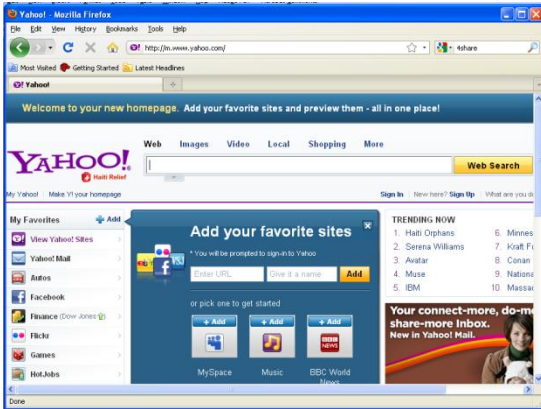 Yahoo! - Mozilla Firefox
File Edit View History Bookmarks Tools Help
http://m.www.yahoo.com/
4share
Most Visited Getting Started Latest Headlines
Yahoo!
Welcome to your new homepage. Add your favorite sites and preview them - all in one place!
Web Images Video Local Shopping More
YAHOO!
Haiti Relief
Web Search
My Yahoo! Make Y! your homepage
Sign In New here? Sign Up What are you d
My Favorites Add
View Yahoo! Sites
Yahoo! Mail
Autos
Facebook
Finance (Dow Jones)
Flickr
Games
HotJobs
Add your favorite sites
* You will be prompted to sign-in to Yahoo
Enter URL Give it a name Add
or pick one to get started
+ Add + Add + Add
BBC
NEWS
MySpace Music BBC World
News
TRENDING NOW
1. Haiti Orphans 6. Minnes
2. Serena Williams 7. Kraft F
3. Avatar 8. Conan
4. Muse 9. Nationa
5. IBM 10. Massac
Your connect-more, do-m
share-more Inbox.
New in Yahoo! Mail.
Done